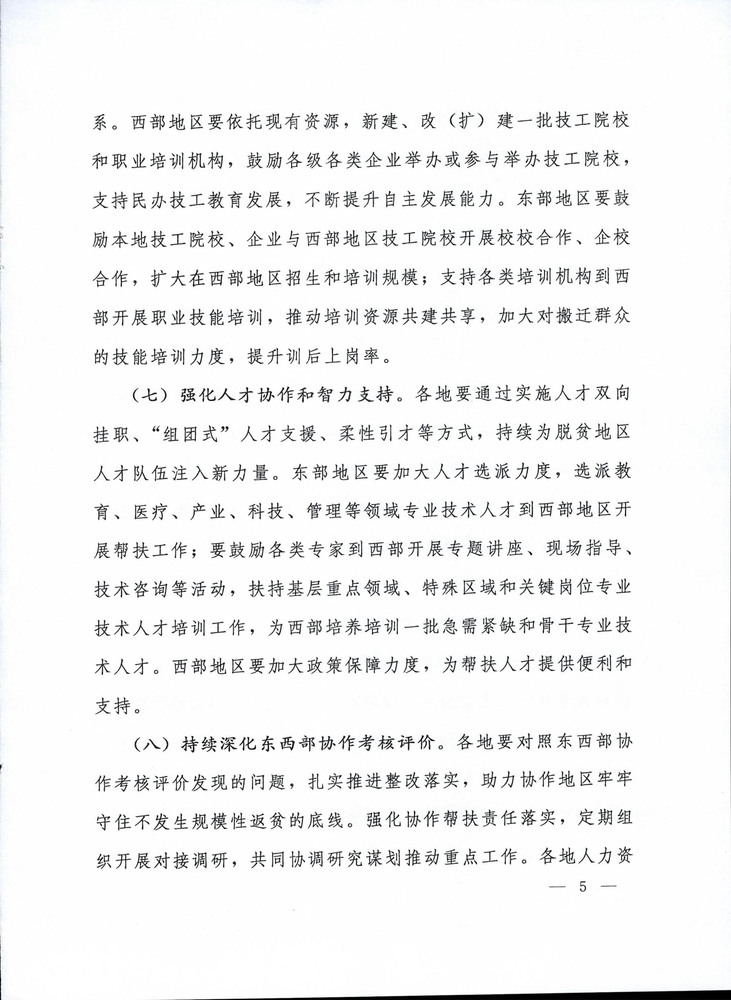 系。西部地区要依托现有资源，新建、改（扩）建一批技工院校
和职业培训机构，鼓励各级各类企业举办或参与举办技工院校，
支持民办技工教育发展，不断提升自主发展能力。东部地区要鼓
励本地技工院校、企业与西部地区技工院校开展校校合作、企校
合作，扩大在西部地区招生和培训规模；支持各类培训机构到西
部开展职业技能培训，推动培训资源共建共享，加大对搬迁群众
的技能培训力度，提升训后上岗率。
（七）强化人才协作和智力支持。各地要通过实施人才双向
挂职、“组团式”人才支援、柔性引才等方式，持续为脱贫地区
人才队伍注入新力量。东部地区要加大人才选派力度，选派教
育、医疗、产业、科技、管理等领域专业技术人才到西部地区开
展帮扶工作；要鼓励各类专家到西部开展专题讲座、现场指导、
技术咨询等活动，扶持基层重点领域、特殊区域和关键岗位专业
技术人才培训工作，为西部培养培训一批急需紧缺和骨干专业技
术人才。西部地区要加大政策保障力度，为帮扶人才提供便利和
支持。
（八）持续深化东西部协作考核评价。各地要对照东西部协
作考核评价发现的问题，扎实推进整改落实，助力协作地区牢牢
守住不发生规模性返贫的底线。强化协作帮扶责任落实，定期组
织开展对接调研，共同协调研究谋划推动重点工作。各地人力资
— 5 —